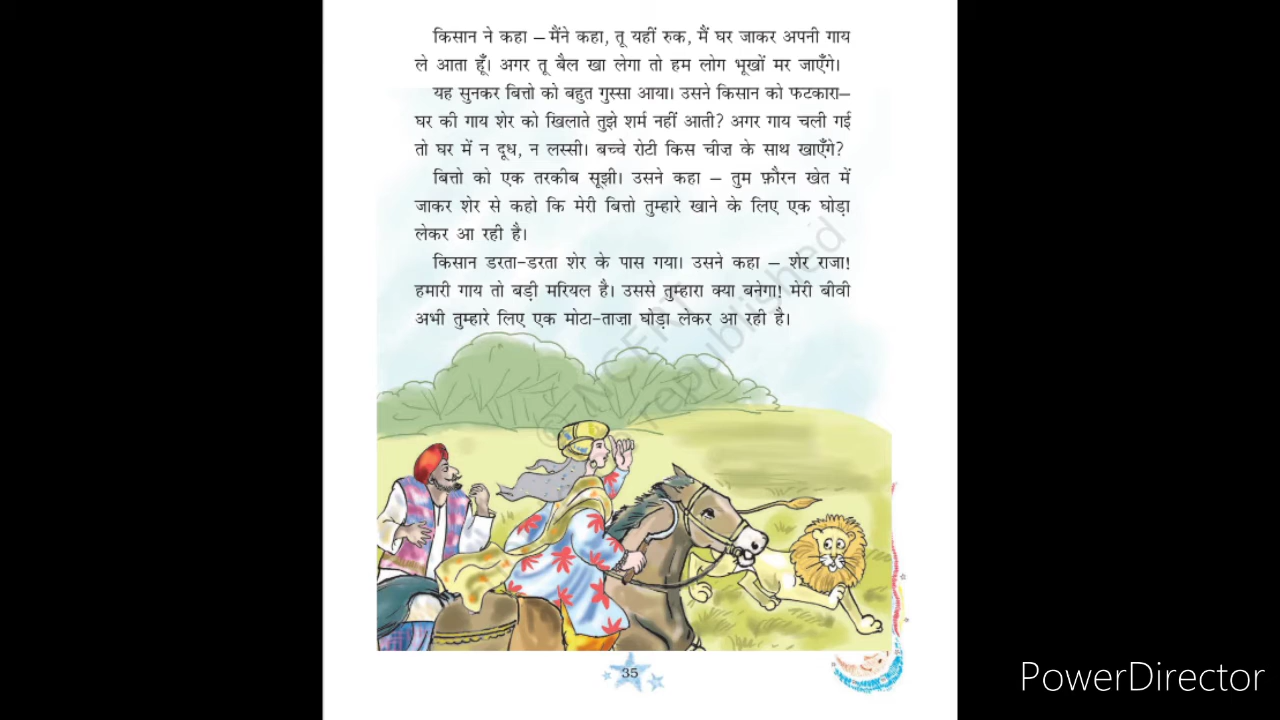 किसान ने कहा – मैंने कहा, तू यहीं रुक, मैं घर जाकर अपनी गाय
ले आता हूँ। अगर तू बैल खा लेगा तो हम लोग भूखों मर जाएँगे।
यह सुनकर बित्तो को बहुत गुस्सा आया। उसने किसान को फटकारा–
घर की गाय शेर को खिलाते तुझे शर्म नहीं आती? अगर गाय चली गई
तो घर में न दूध, न लस्सी। बच्चे रोटी किस चीज़ के साथ खाएँगे?
बित्तो को एक तरकीब सूझी। उसने कहा – तुम फ़ौरन खेत में
जाकर शेर से कहो कि मेरी बित्तो तुम्हारे खाने के लिए एक घोड़ा
लेकर आ रही है।
किसान डरता-डरता शेर के पास गया। उसने कहा – शेर राजा!
हमारी गाय तो बड़ी मरियल है। उससे तुम्हारा क्या बनेगा! मेरी बीवी
अभी तुम्हारे लिए एक मोटा-ताज़ा घोड़ा लेकर आ रही है।
© NCERT
republished
35
PowerDirector